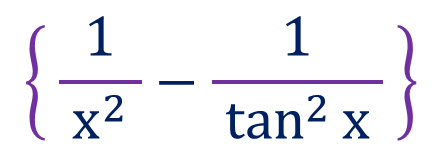 { 1/x² − 1/tan² x }